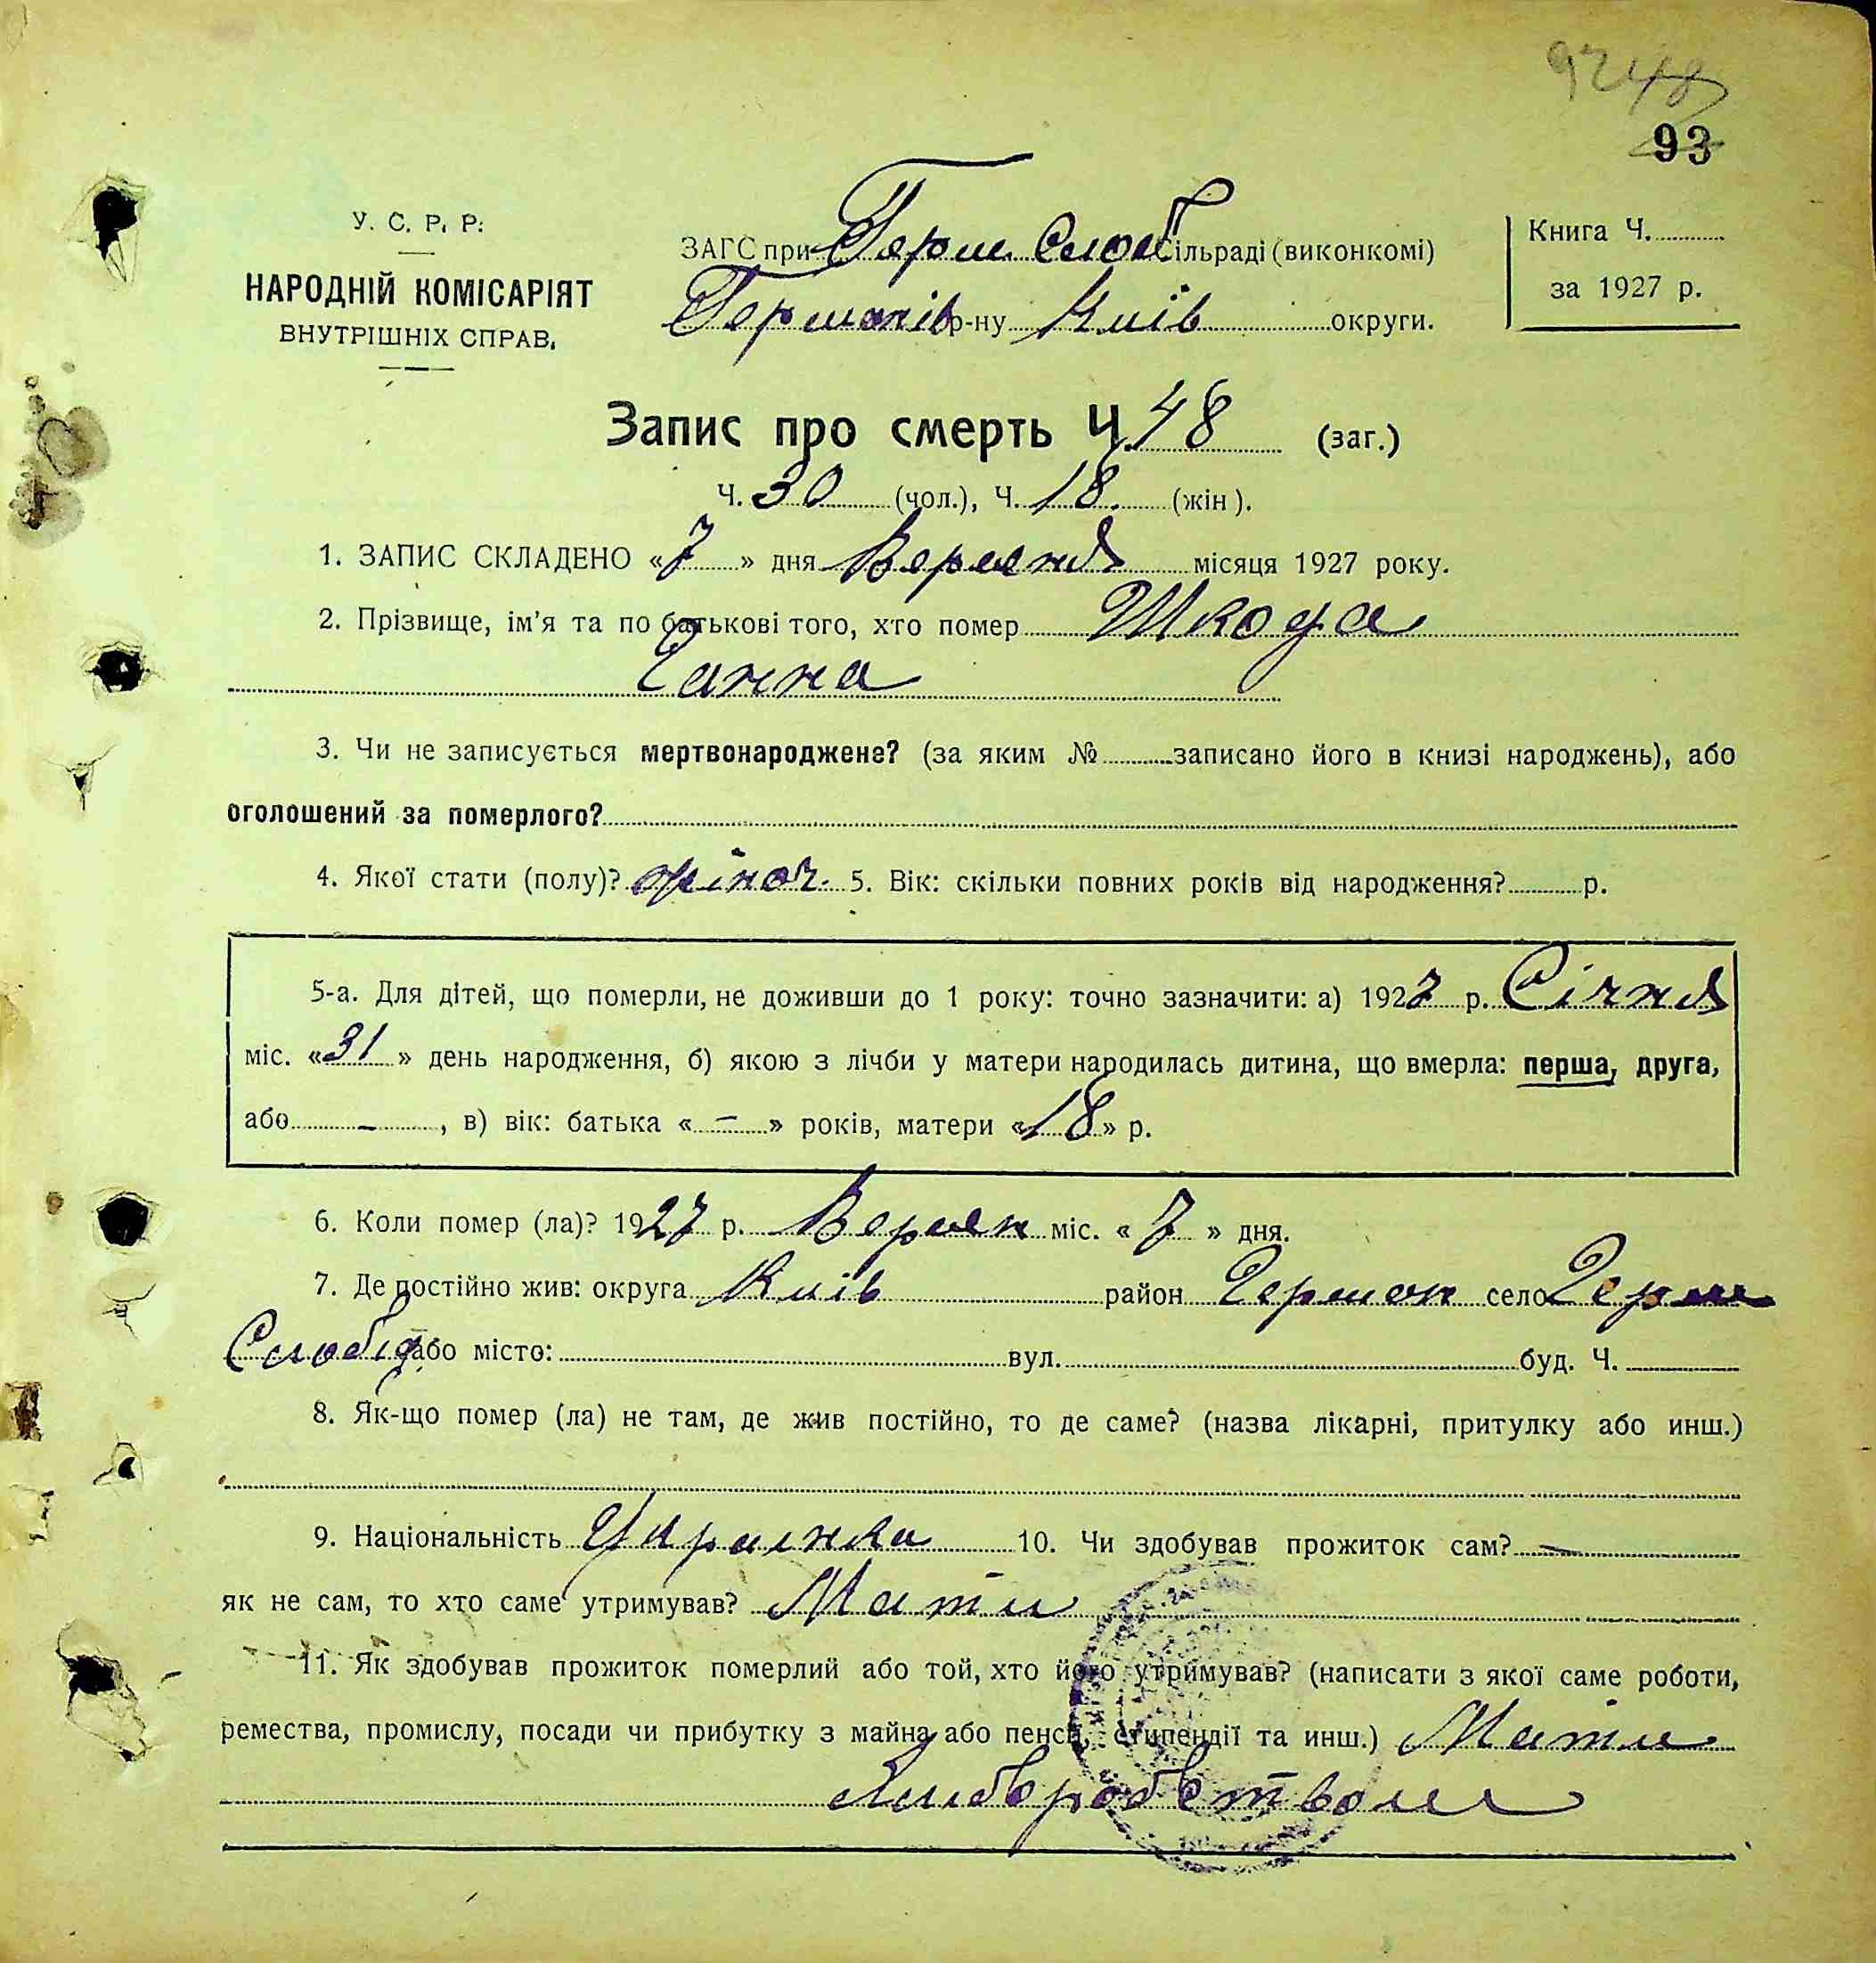 9248
93
У. С. Р. Р.
НАРОДНІЙ КОМІСАРІЯТ
ВНУТРІШНІХ СПРАВ.
ЗАГС при Герм Слоб сільраді (виконкомі)
Германів р-ну Київ округи.
Книга Ч.
за 1927 р.
Запис про смерть Ч. 48 (заг.)
Ч. 30 (чол.), Ч. 18 (жін).
1. ЗАПИС СКЛАДЕНО «7» дня Вересня місяця 1927 року.
2. Прізвище, ім'я та по батькові того, хто помер Шкода
Ганна
3. Чи не записується мертвонароджене? (за яким № записано його в книзі народжень), або
оголошений за померлого?
4. Якої стати (полу)? жіноч. 5. Вік: скільки повних років від народження? р.
5-а. Для дітей, що померли, не доживши до 1 року: точно зазначити: а) 1927 р. Січня
міс. «31» день народження, б) якою з лічби у матери народилась дитина, що вмерла: перша, друга,
або - , в) вік: батька « - » років, матери «18» р.
6. Коли помер (ла)? 1927 р. Вересн міс. «7» дня.
7. Де постійно жив: округа Київ район Герман село Герм
Слобід або місто: вул. буд. Ч.
8. Як-що помер (ла) не там, де жив постійно, то де саме? (назва лікарні, притулку або инш.)
9. Національність Украінка 10. Чи здобував прожиток сам? —
як не сам, то хто саме утримував? Мати
11. Як здобував прожиток померлий або той, хто його утримував? (написати з якої саме роботи,
ремества, промислу, посади чи прибутку з майна або пенсії, стипендії та инш.) Мати
Хлиборобством